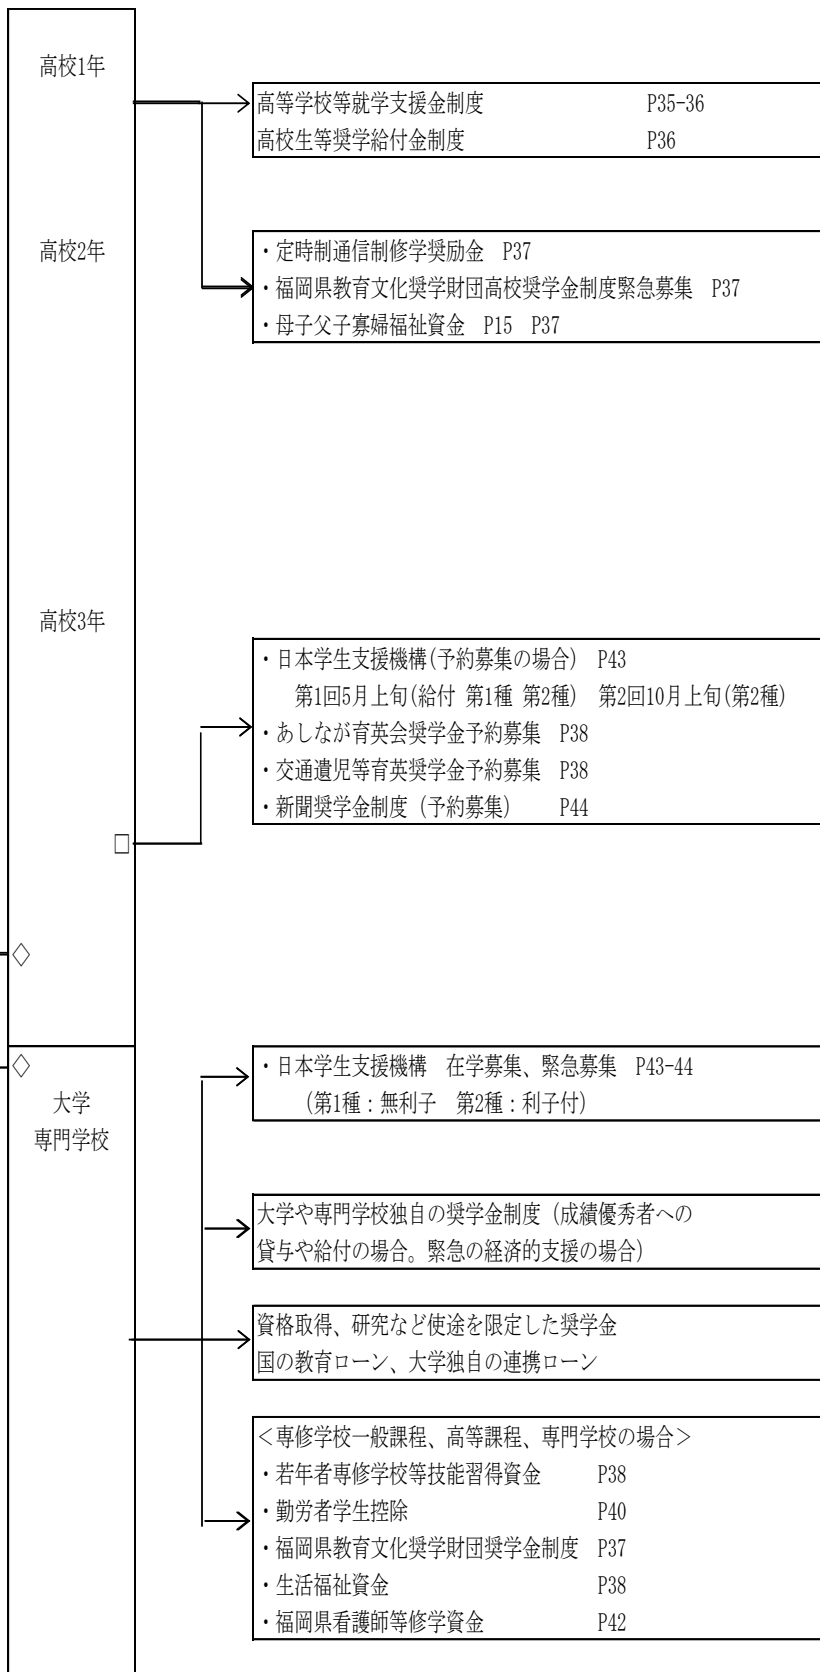 高校1年
高等学校等就学支援金制度 P35-36
高校生等奨学給付金制度 P36
高校2年
・定時制通信制修学奨励金 P37
・福岡県教育文化奨学財団高校奨学金制度緊急募集 P37
・母子父子寡婦福祉資金 P15 P37
高校3年
・日本学生支援機構(予約募集の場合) P43
第1回5月上旬(給付 第1種 第2種) 第2回10月上旬(第2種)
・あしなが育英会奨学金予約募集 P38
・交通遺児等育英奨学金予約募集 P38
・新聞奨学金制度（予約募集） P44
□
◇
◇
大学
専門学校
・日本学生支援機構 在学募集、緊急募集 P43-44
（第1種：無利子 第2種：利子付）
大学や専門学校独自の奨学金制度（成績優秀者への
貸与や給付の場合。緊急の経済的支援の場合）
資格取得、研究など使途を限定した奨学金
国の教育ローン、大学独自の連携ローン
＜専修学校一般課程、高等課程、専門学校の場合＞
・若年者専修学校等技能習得資金 P38
・勤労者学生控除 P40
・福岡県教育文化奨学財団奨学金制度 P37
・生活福祉資金 P38
・福岡県看護師等修学資金 P42